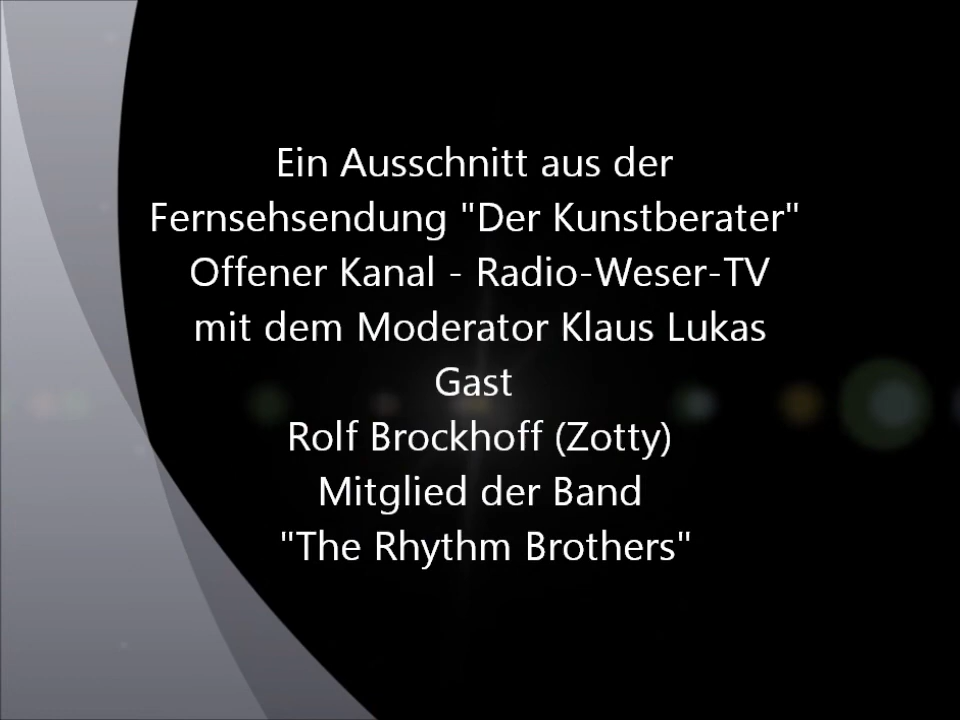 Ein Ausschnitt aus der
Fernsehsendung "Der Kunstberater"
Offener Kanal - Radio-Weser-TV
mit dem Moderator Klaus Lukas
Gast
Rolf Brockhoff (Zotty)
Mitglied der Band
"The Rhythm Brothers"